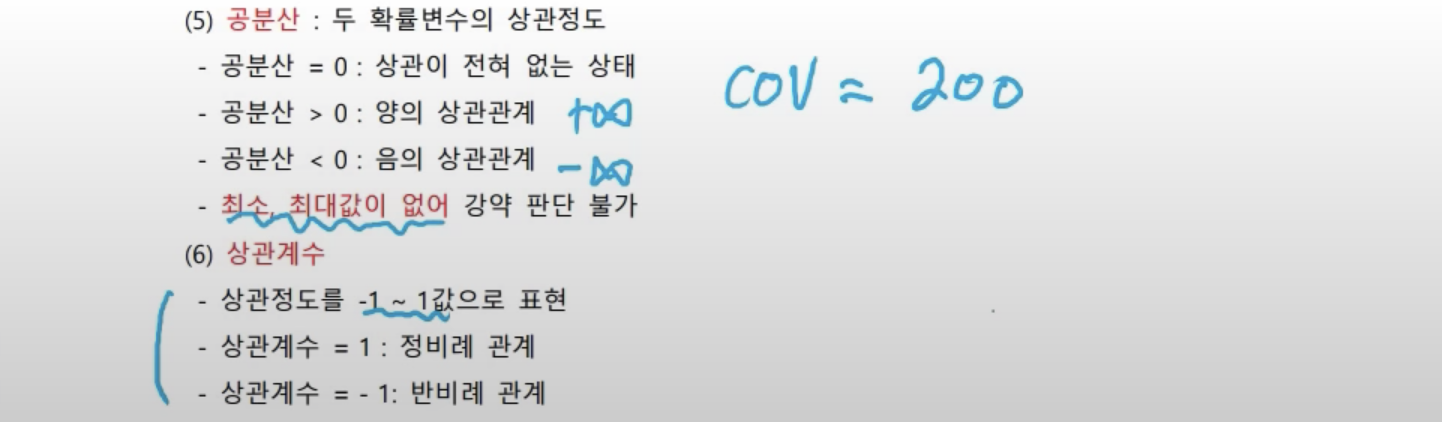 (5) 공분산 : 두 확률변수의 상관정도
- 공분산 = 0 : 상관이 전혀 없는 상태
COV = 200
- 공분산 > 0 : 양의 상관관계 +∞
- 공분산 < 0 : 음의 상관관계 -∞
- 최소, 최대값이 없어 강약 판단 불가
(6) 상관계수
- 상관정도를 -1 ~ 1값으로 표현
- 상관계수 = 1 : 정비례 관계
- 상관계수 = - 1: 반비례 관계